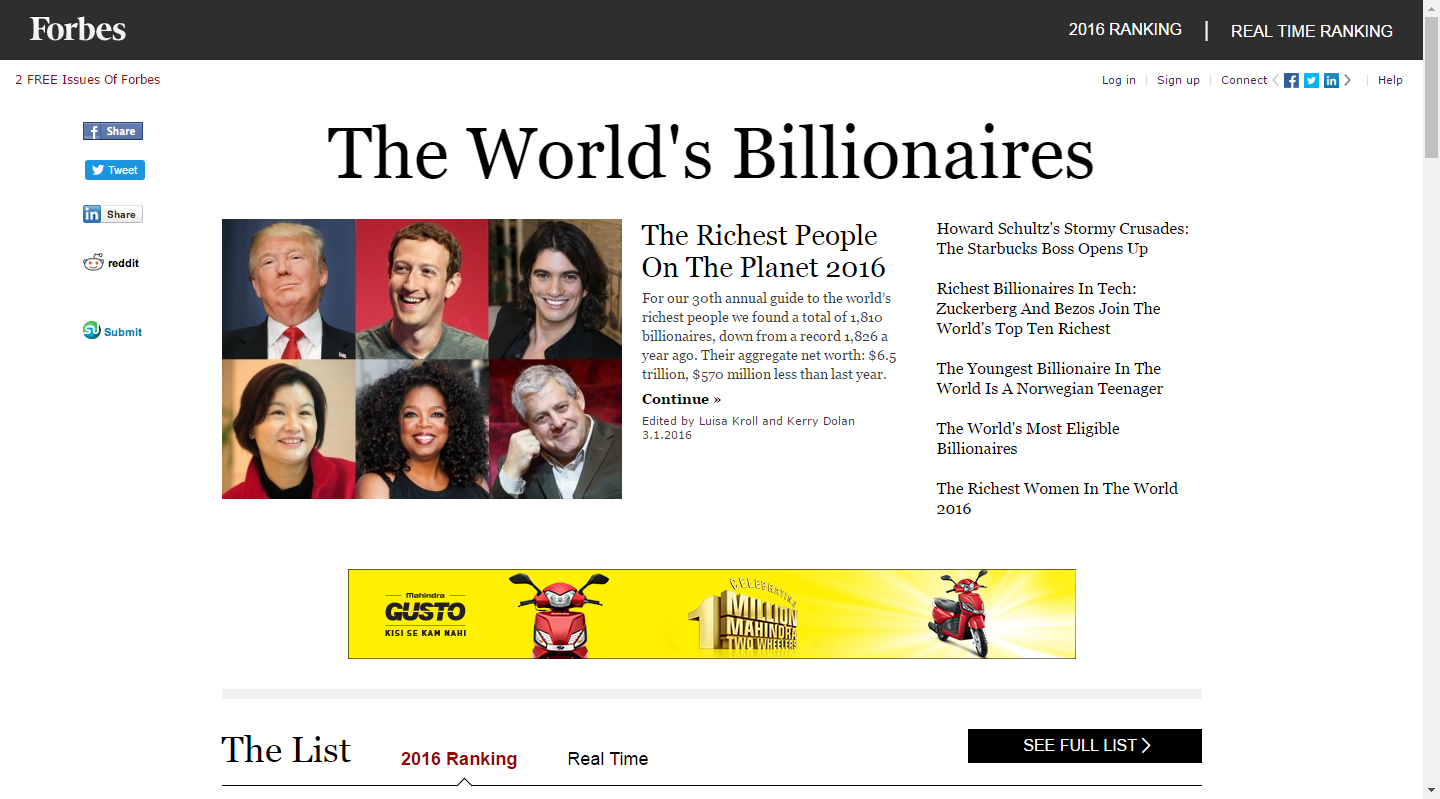 Forbes
2016 RANKING
REAL TIME RANKING
2 FREE Issues Of Forbes
Log in
Sign up
Connect
Help
Share
Tweet
Share
reddit
Submit
The World's Billionaires
The Richest People
On The Planet 2016
For our 30th annual guide to the world’s
richest people we found a total of 1,810
billionaires, down from a record 1,826 a
year ago. Their aggregate net worth: $6.5
trillion, $570 million less than last year.
Continue »
Edited by Luisa Kroll and Kerry Dolan
3.1.2016
Howard Schultz's Stormy Crusades:
The Starbucks Boss Opens Up
Richest Billionaires In Tech:
Zuckerberg And Bezos Join The
World's Top Ten Richest
The Youngest Billionaire In The
World Is A Norwegian Teenager
The World's Most Eligible
Billionaires
The Richest Women In The World
2016
Mahindra
GUSTO
KISI SE KAM NAHI
CELEBRATING
1 MILLION
MAHINDRA
TWO WHEELERS
The List
2016 Ranking
Real Time
SEE FULL LIST